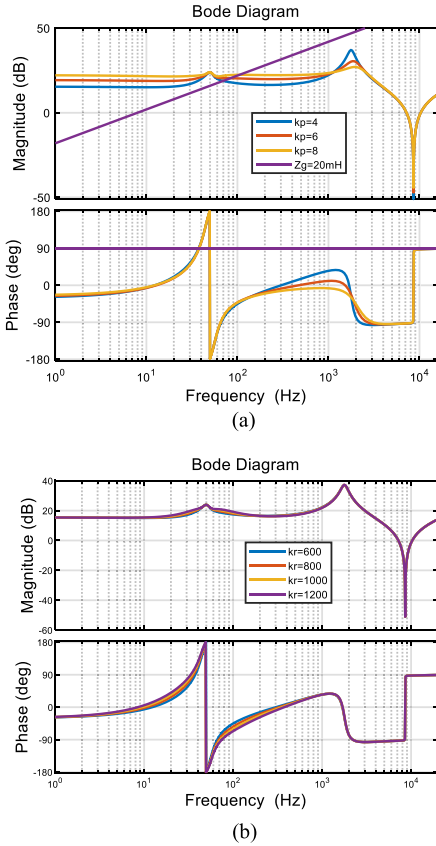 Bode Diagram
Magnitude (dB)
50
0
-50
kp=4
kp=6
kp=8
Zg=20mH
Phase (deg)
180
90
0
-90
-180
10^0 10^1 10^2 10^3 10^4
Frequency (Hz)
(a)
Bode Diagram
Magnitude (dB)
40
20
0
-20
-40
-60
kr=600
kr=800
kr=1000
kr=1200
Phase (deg)
180
90
0
-90
-180
10^0 10^1 10^2 10^3 10^4
Frequency (Hz)
(b)